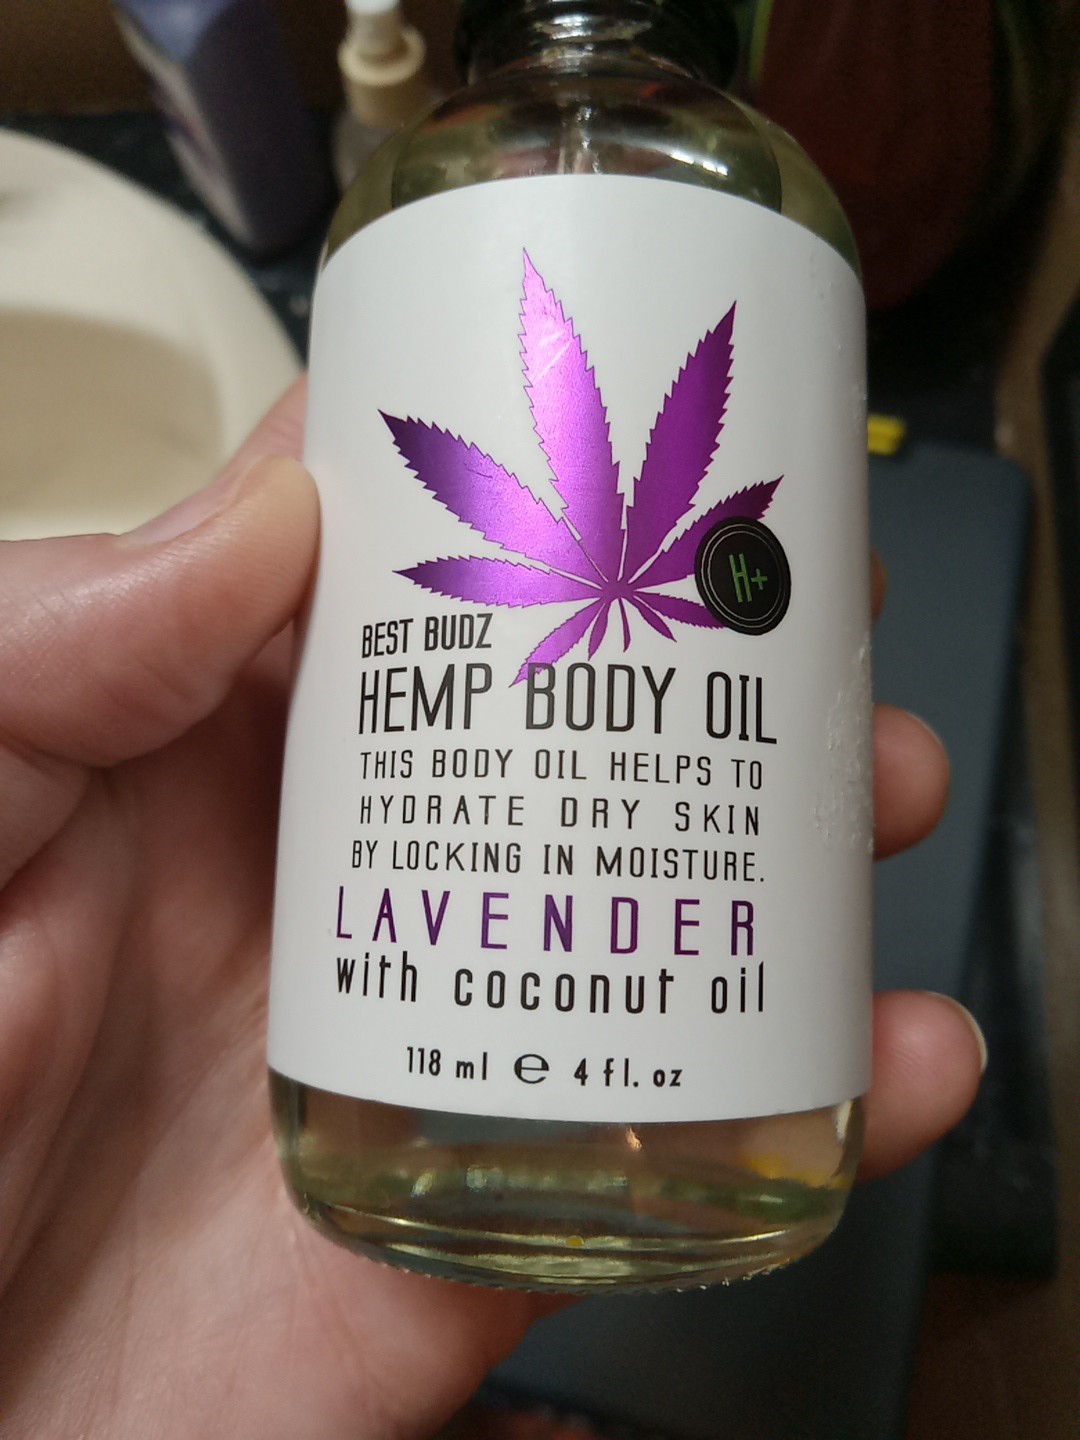 H+
BEST BUDZ
HEMP BODY OIL
THIS BODY OIL HELPS TO
HYDRATE DRY SKIN
BY LOCKING IN MOISTURE.
LAVENDER
with coconut oil
118 ml ℮ 4 fl. oz